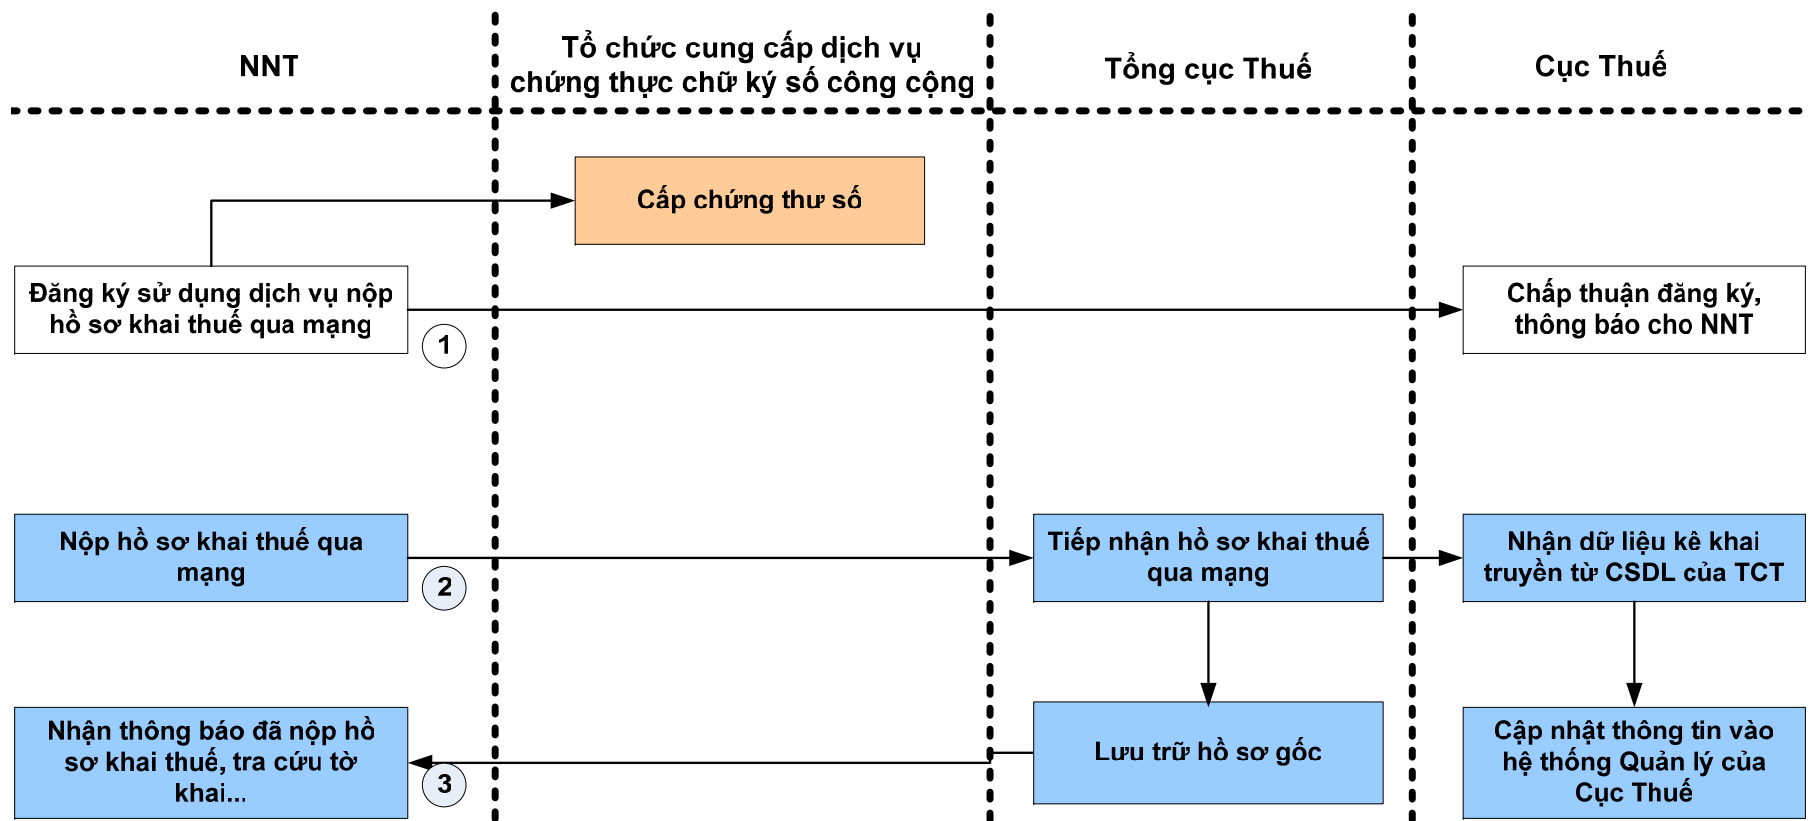 NNT
Tổ chức cung cấp dịch vụ
chứng thực chữ ký số công cộng
Tổng cục Thuế
Cục Thuế
Cấp chứng thư số
Đăng ký sử dụng dịch vụ nộp
hồ sơ khai thuế qua mạng
1
Chấp thuận đăng ký,
thông báo cho NNT
Nộp hồ sơ khai thuế qua
mạng
2
Tiếp nhận hồ sơ khai thuế
qua mạng
Nhận dữ liệu kê khai
truyền từ CSDL của TCT
Nhận thông báo đã nộp hồ
sơ khai thuế, tra cứu tờ
khai...
3
Lưu trữ hồ sơ gốc
Cập nhật thông tin vào
hệ thống Quản lý của
Cục Thuế